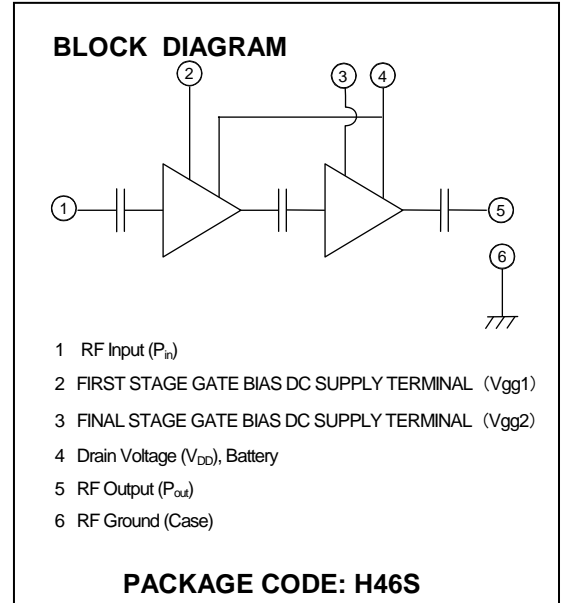 BLOCK DIAGRAM
2
3
4
1
5
6
1 RF Input (Pin)
2 FIRST STAGE GATE BIAS DC SUPPLY TERMINAL（Vgg1）
3 FINAL STAGE GATE BIAS DC SUPPLY TERMINAL（Vgg2）
4 Drain Voltage (VDD), Battery
5 RF Output (Pout)
6 RF Ground (Case)
PACKAGE CODE: H46S